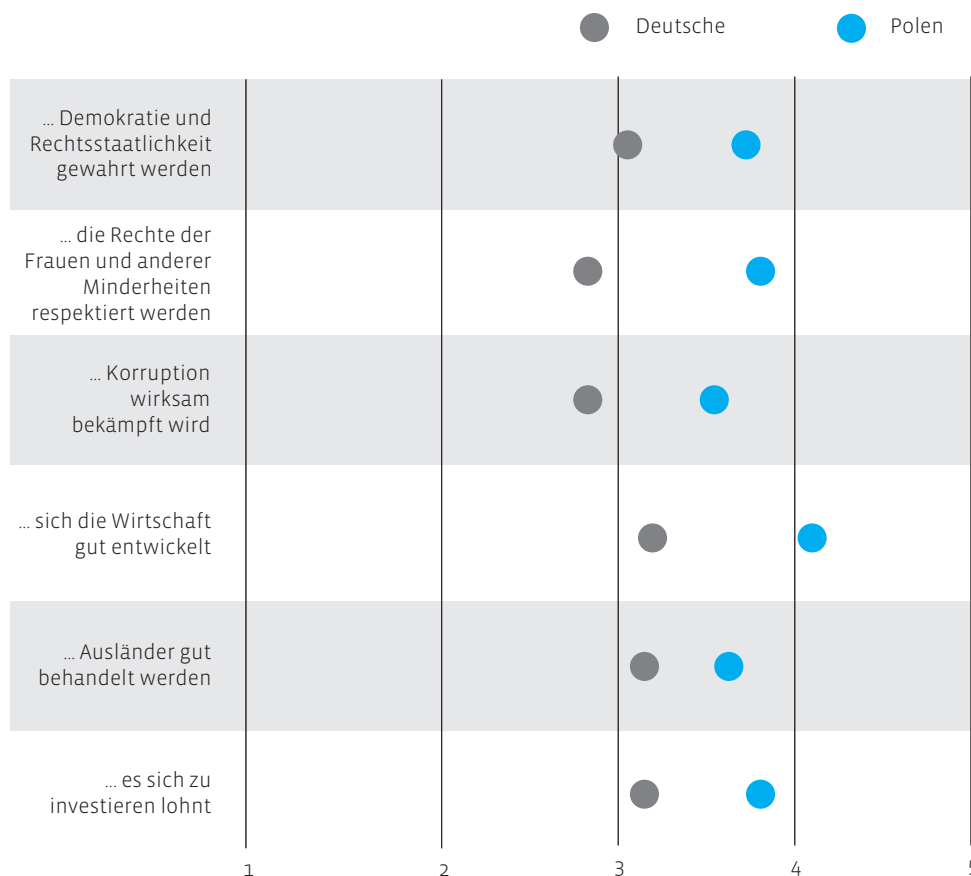 Deutsche
Polen
... Demokratie und
Rechtsstaatlichkeit
gewahrt werden
... die Rechte der
Frauen und anderer
Minderheiten
respektiert werden
... Korruption
wirksam
bekämpft wird
... sich die Wirtschaft
gut entwickelt
... Ausländer gut
behandelt werden
... es sich zu
investieren lohnt
1 2 3 4 5